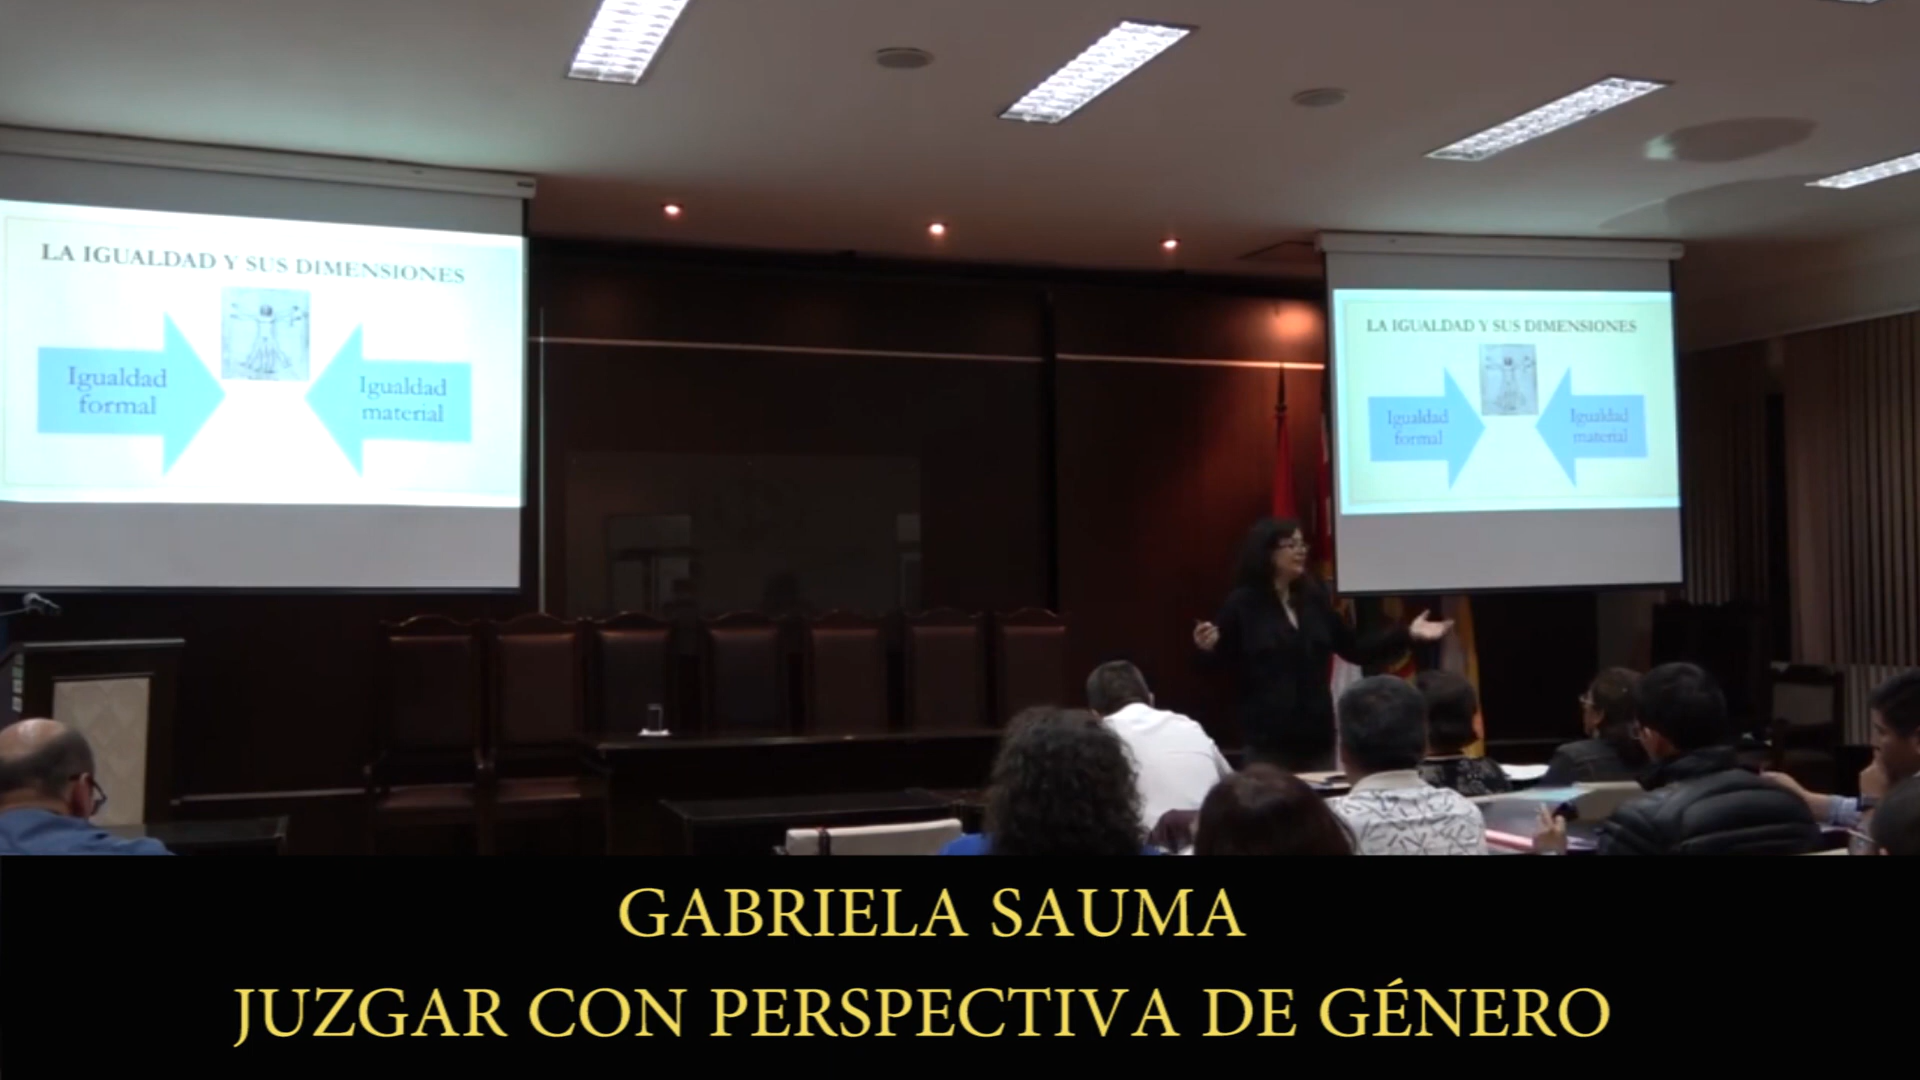 LA IGUALDAD Y SUS DIMENSIONES
Igualdad
formal
Igualdad
material
LA IGUALDAD Y SUS DIMENSIONES
Igualdad
formal
Igualdad
material
GABRIELA SAUMA
JUZGAR CON PERSPECTIVA DE GÉNERO